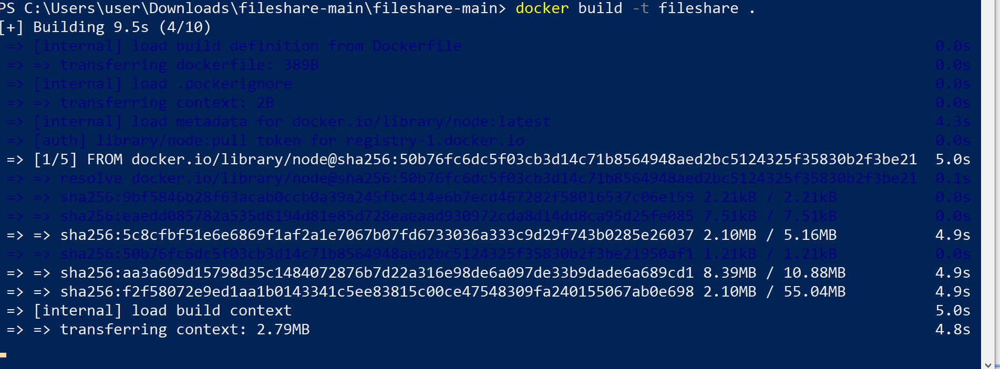 PS C:\Users\user\Downloads\fileshare-main\fileshare-main> docker build -t fileshare .
[+] Building 9.5s (4/10)
=> [internal] load build definition from Dockerfile 0.0s
=> => transferring dockerfile: 389B 0.0s
=> [internal] load .dockerignore 0.0s
=> => transferring context: 2B 0.0s
=> [internal] load metadata for docker.io/library/node:latest 4.3s
=> [auth] library/node:pull token for registry-1.docker.io 0.0s
=> [1/5] FROM docker.io/library/node@sha256:50b76fc6dc5f03cb3d14c71b8564948aed2bc5124325f35830b2f3be21 5.0s
=> => resolve docker.io/library/node@sha256:50b76fc6dc5f03cb3d14c71b8564948aed2bc5124325f35830b2f3be21 0.1s
=> => sha256:9bf5846b28f63acab0ccb0a39a245fbc414e6b7ecd467282f58016537c06e159 2.21kB / 2.21kB 0.0s
=> => sha256:eaedd085782a535d6194d81e85d728eaeaad930972cda8d14dd8ca95d25fe085 7.51kB / 7.51kB 0.0s
=> => sha256:5c8cfbf51e6e6869f1af2a1e7067b07fd6733036a333c9d29f743b0285e26037 2.10MB / 5.16MB 4.9s
=> => sha256:50b76fc6dc5f03cb3d14c71b8564948aed2bc5124325f35830b2f3be21950af1 1.21kB / 1.21kB 0.0s
=> => sha256:aa3a609d15798d35c1484072876b7d22a316e98de6a097de33b9dade6a689cd1 8.39MB / 10.88MB 4.9s
=> => sha256:f2f58072e9ed1aa1b0143341c5ee83815c00ce47548309fa240155067ab0e698 2.10MB / 55.04MB 4.9s
=> [internal] load build context 5.0s
=> => transferring context: 2.79MB 4.8s